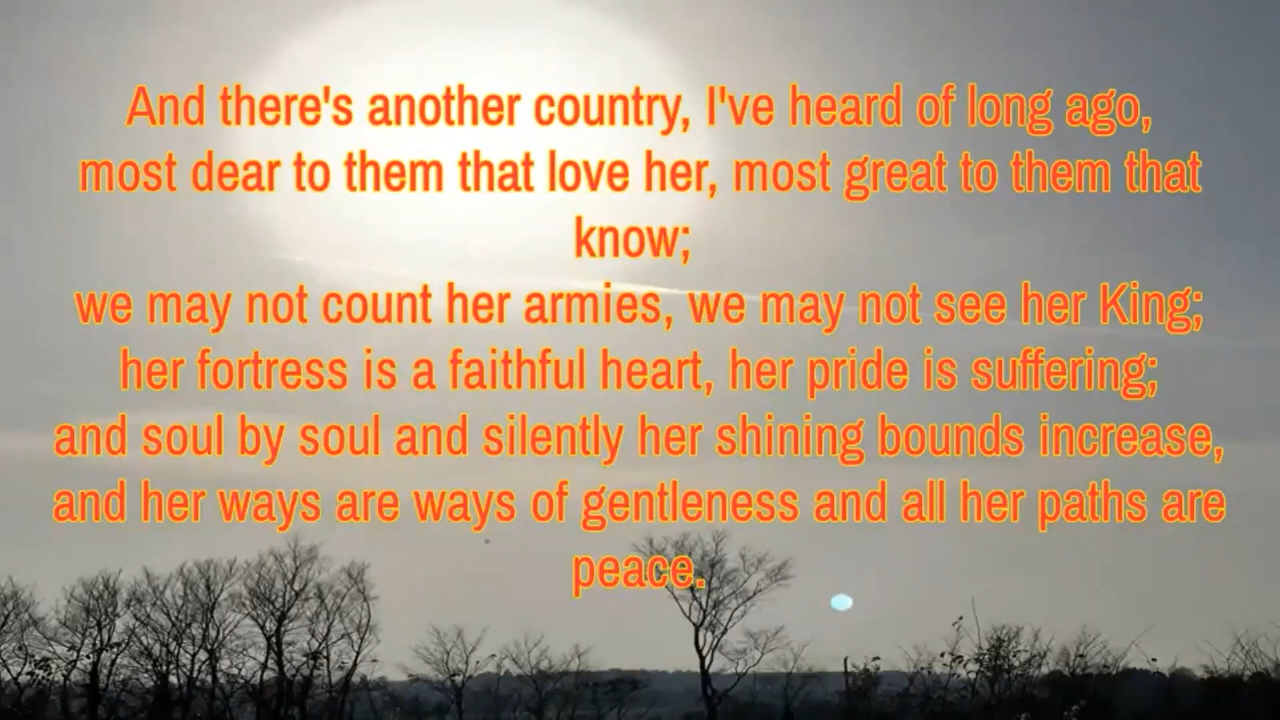 And there's another country, I've heard of long ago,
most dear to them that love her, most great to them that
know;
we may not count her armies, we may not see her King;
her fortress is a faithful heart, her pride is suffering;
and soul by soul and silently her shining bounds increase,
and her ways are ways of gentleness and all her paths are
peace.